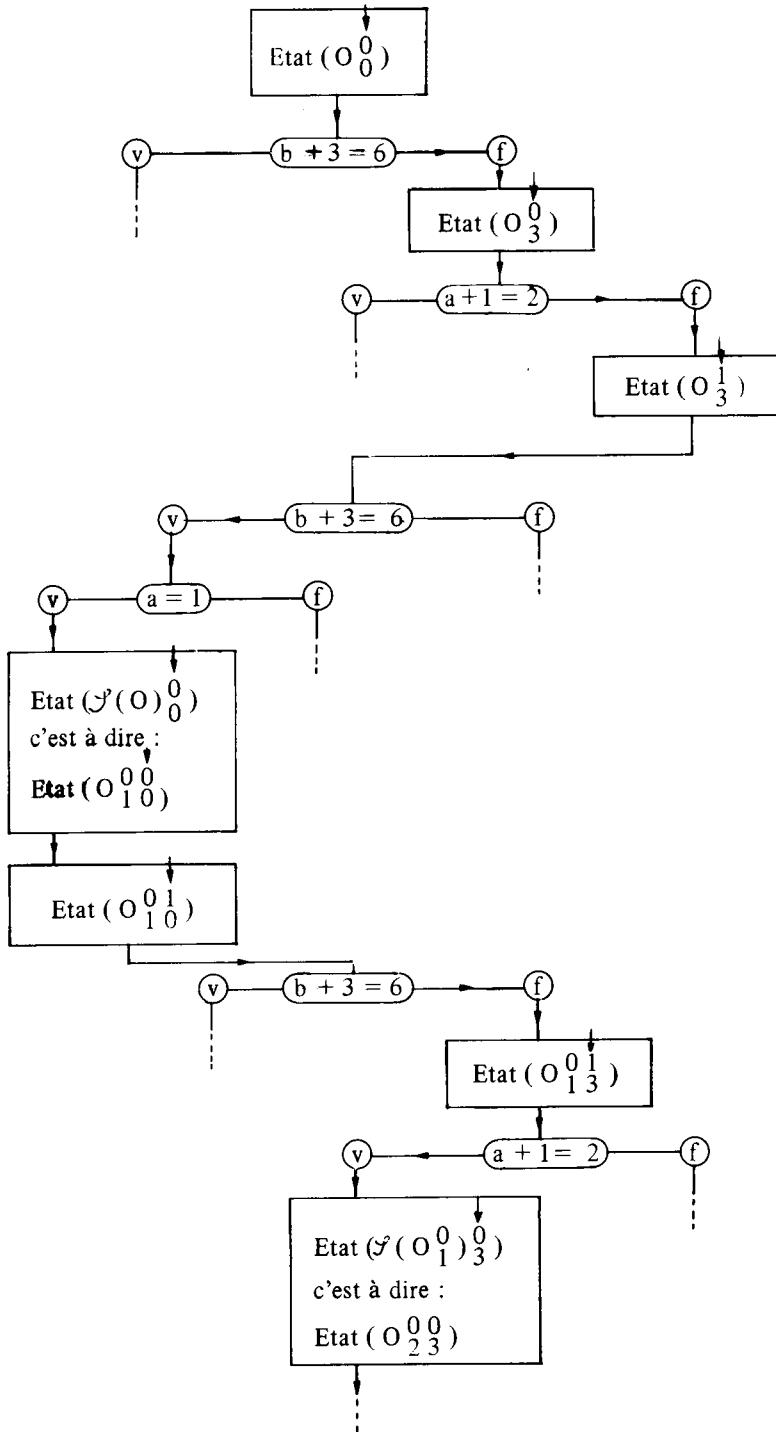 Etat ( O 0 0 )
v b + 3 = 6 f
Etat ( O 0 3 )
v a + 1 = 2 f
Etat ( O 1 3 )
v b + 3 = 6 f
v a = 1 f
Etat (𝒮 ( O ) 0 0 )
c'est à dire :
Etat ( O 0 0 1 0 )
Etat ( O 0 1 1 0 )
v b + 3 = 6 f
Etat ( O 0 1 1 3 )
v a + 1 = 2 f
Etat (𝒮 ( O 0 1 ) 0 3 )
c'est à dire :
Etat ( O 0 0 2 3 )